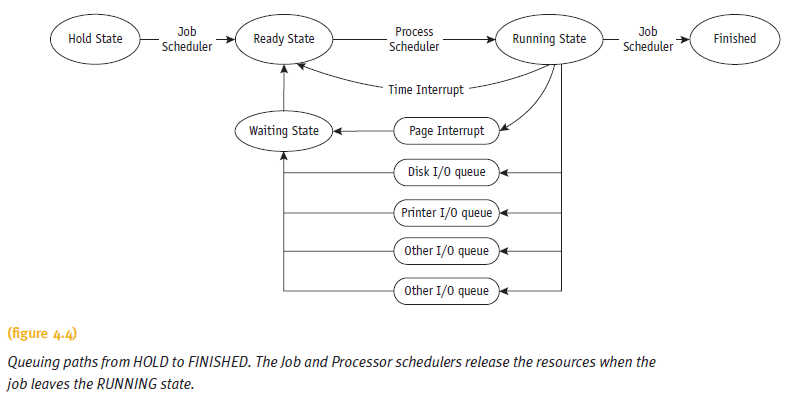 Hold State
Job
Scheduler
Ready State
Process
Scheduler
Running State
Job
Scheduler
Finished
Time Interrupt
Waiting State
Page Interrupt
Disk I/O queue
Printer I/O queue
Other I/O queue
Other I/O queue
(figure 4.4)
Queuing paths from HOLD to FINISHED. The Job and Processor schedulers release the resources when the
job leaves the RUNNING state.